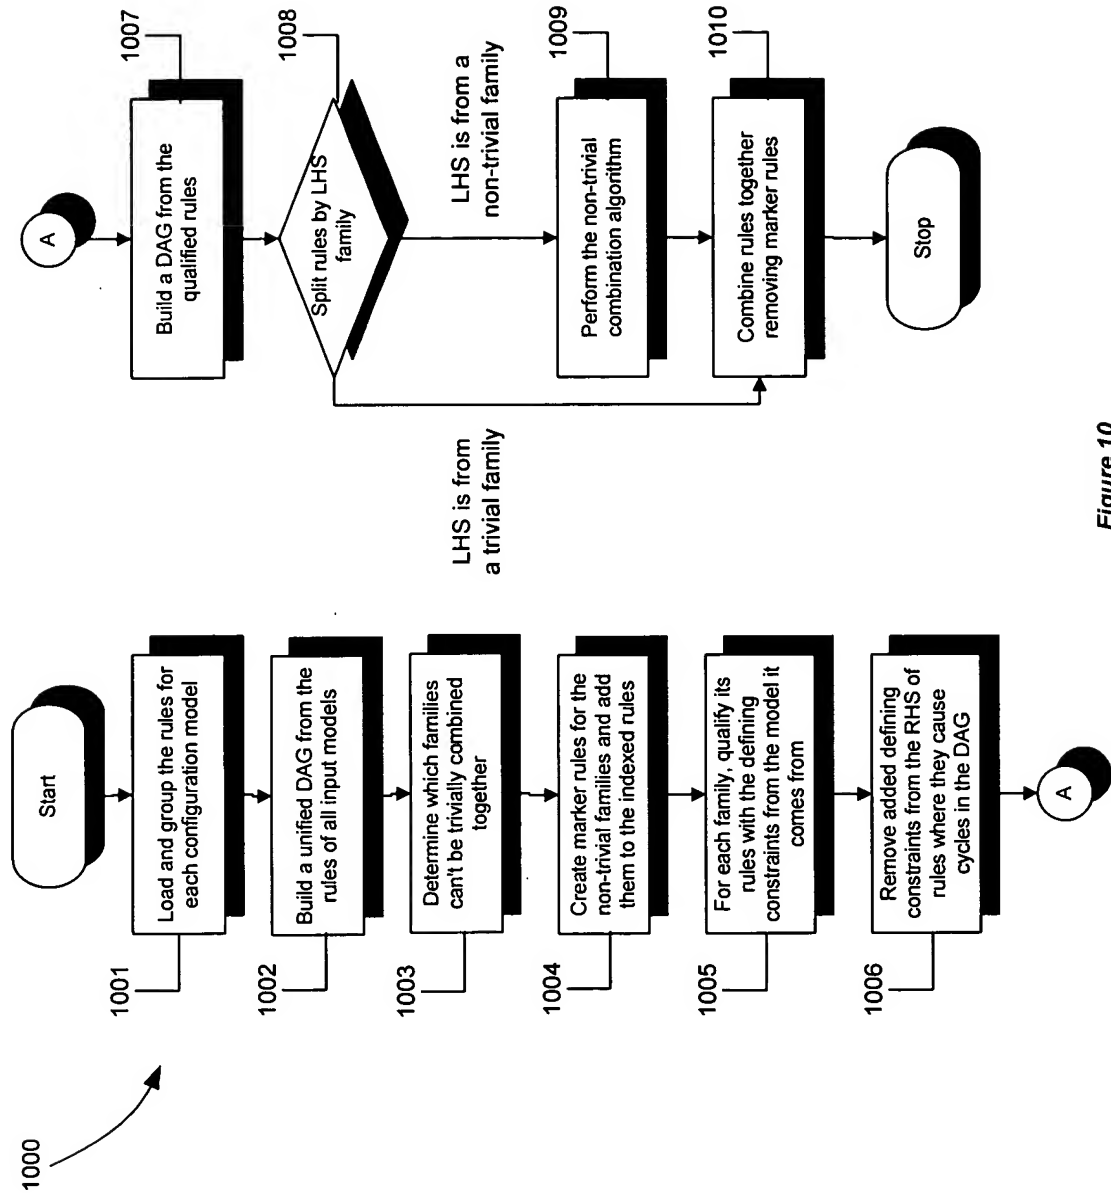 1000
Start
1001
Load and group the rules for
each configuration model
1002
Build a unified DAG from the
rules of all input models
1003
Determine which families
can't be trivially combined
together
1004
Create marker rules for the
non-trivial families and add
them to the indexed rules
1005
For each family, qualify its
rules with the defining
constraints from the model it
comes from
1006
Remove added defining
constraints from the RHS of
rules where they cause
cycles in the DAG
A
A
1007
Build a DAG from the
qualified rules
1008
Split rules by LHS
family
LHS is from
a trivial family
LHS is from a
non-trivial family
1009
Perform the non-trivial
combination algorithm
1010
Combine rules together
removing marker rules
Stop
Figure 10